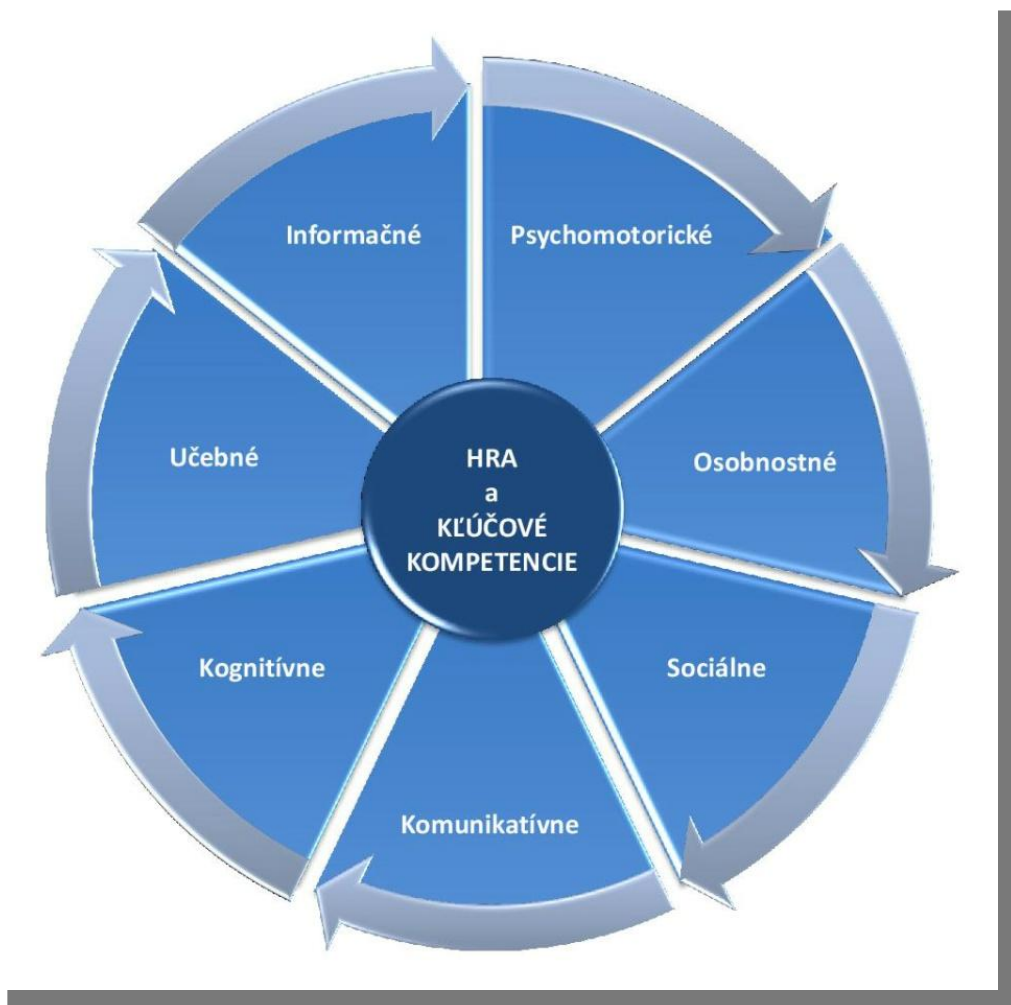 Informačné
Psychomotorické
Učebné
Osobnostné
HRA
a
KĽÚČOVÉ
KOMPETENCIE
Kognitívne
Sociálne
Komunikatívne